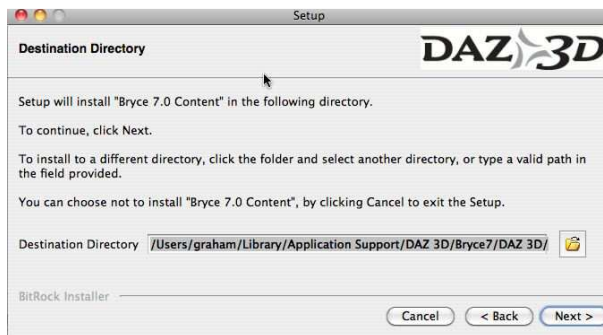 Setup
Destination Directory
DAZ 3D
Setup will install "Bryce 7.0 Content" in the following directory.
To continue, click Next.
To install to a different directory, click the folder and select another directory, or type a valid path in
the field provided.
You can choose not to install "Bryce 7.0 Content", by clicking Cancel to exit the Setup.
Destination Directory /Users/graham/Library/Application Support/DAZ 3D/Bryce7/DAZ 3D/
BitRock Installer
Cancel < Back Next >